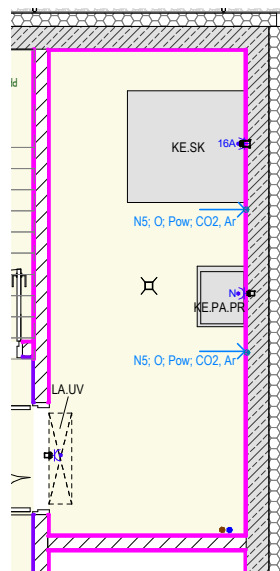 KE.SK
16A
N5; O; Pow; CO2, Ar
N
KE.PA.PR
N5; O; Pow; CO2, Ar
LA.UV